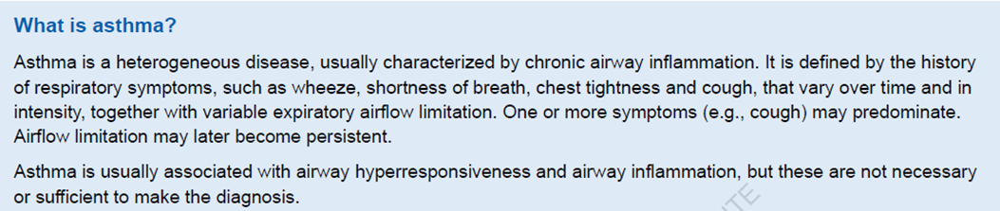 What is asthma?
Asthma is a heterogeneous disease, usually characterized by chronic airway inflammation. It is defined by the history
of respiratory symptoms, such as wheeze, shortness of breath, chest tightness and cough, that vary over time and in
intensity, together with variable expiratory airflow limitation. One or more symptoms (e.g., cough) may predominate.
Airflow limitation may later become persistent.
Asthma is usually associated with airway hyperresponsiveness and airway inflammation, but these are not necessary
or sufficient to make the diagnosis.